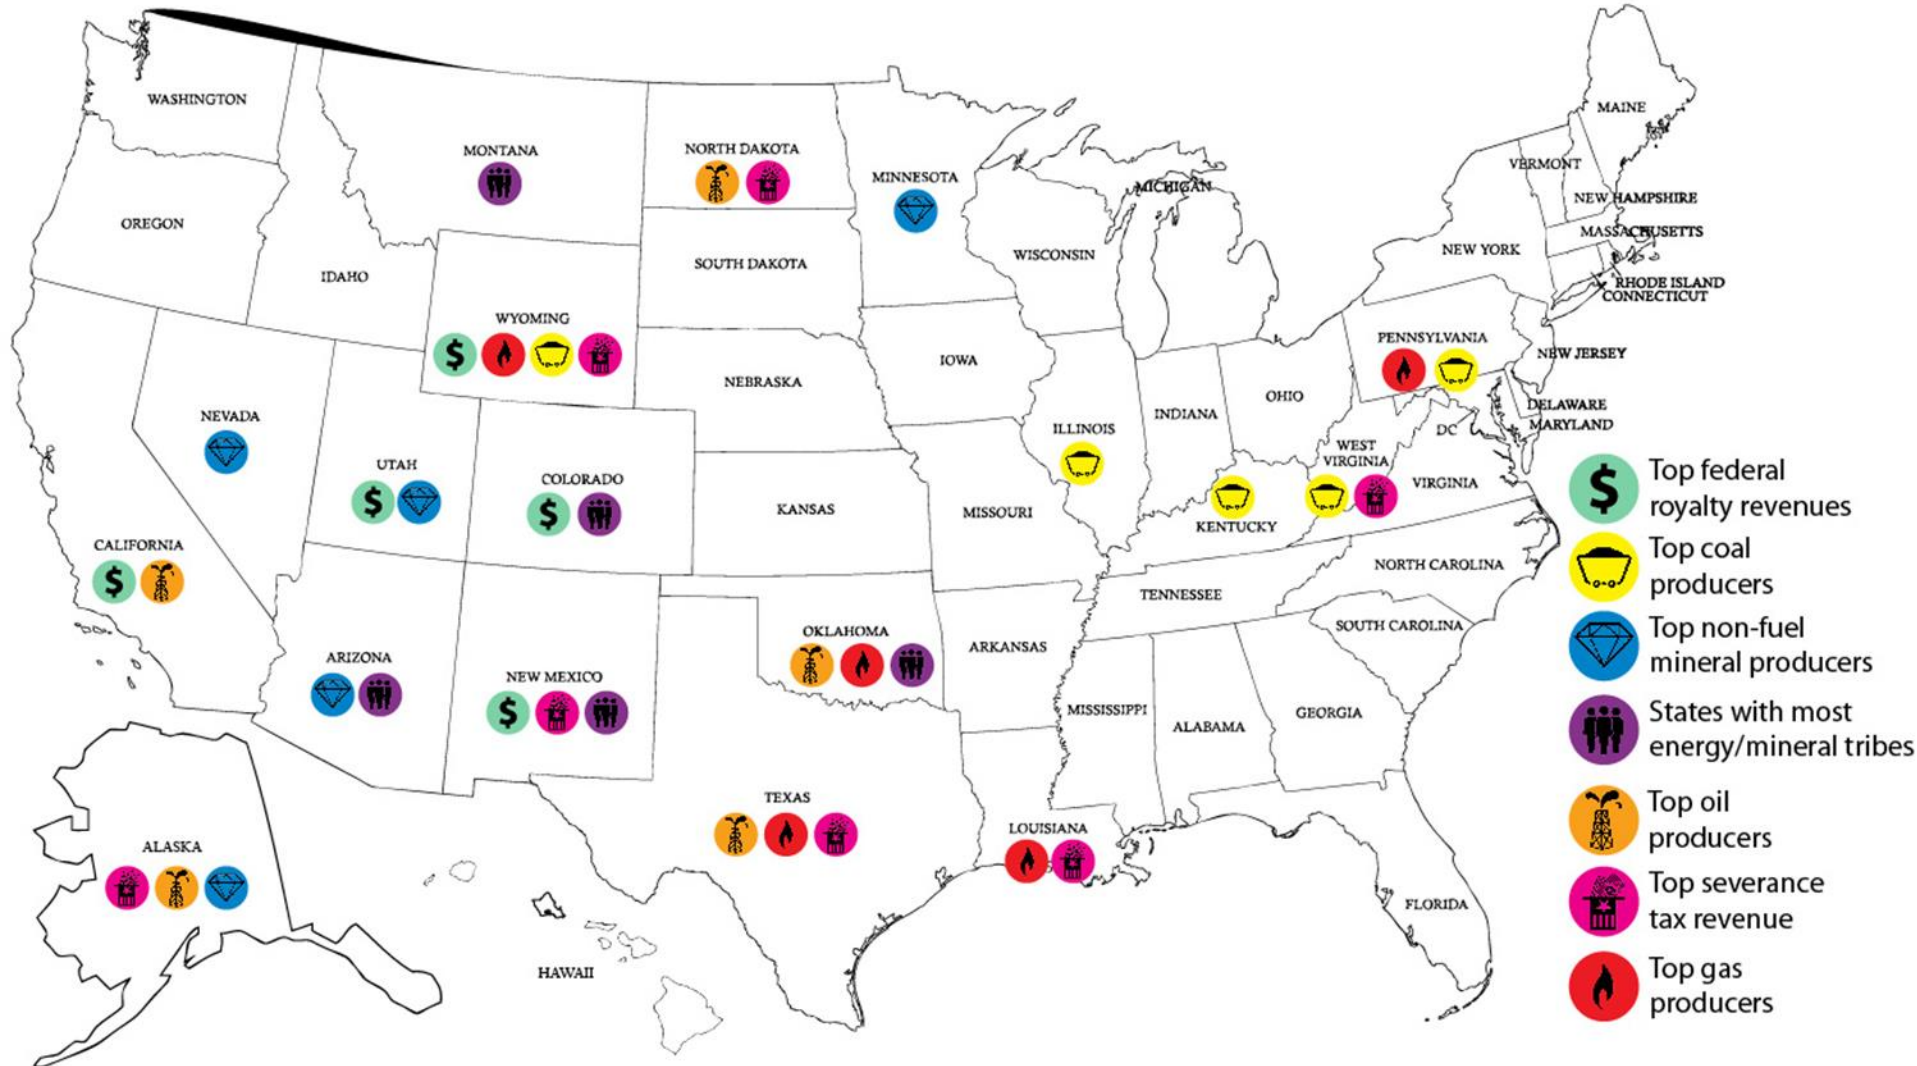 WASHINGTON
OREGON
IDAHO
MONTANA
NORTH DAKOTA
MINNESOTA
SOUTH DAKOTA
WYOMING
NEBRASKA
IOWA
WISCONSIN
MICHIGAN
MAINE
VERMONT
NEW HAMPSHIRE
MASSACHUSETTS
NEW YORK
RHODE ISLAND
CONNECTICUT
PENNSYLVANIA
NEW JERSEY
DELAWARE
MARYLAND
DC
OHIO
INDIANA
ILLINOIS
WEST
VIRGINIA
VIRGINIA
KENTUCKY
NEVADA
UTAH
COLORADO
KANSAS
MISSOURI
CALIFORNIA
ARIZONA
NEW MEXICO
OKLAHOMA
ARKANSAS
TENNESSEE
NORTH CAROLINA
SOUTH CAROLINA
MISSISSIPPI
ALABAMA
GEORGIA
TEXAS
LOUISIANA
FLORIDA
ALASKA
HAWAII
$
$
$
$
$
$
Top federal
royalty revenues
Top coal
producers
Top non-fuel
mineral producers
States with most
energy/mineral tribes
Top oil
producers
Top severance
tax revenue
Top gas
producers